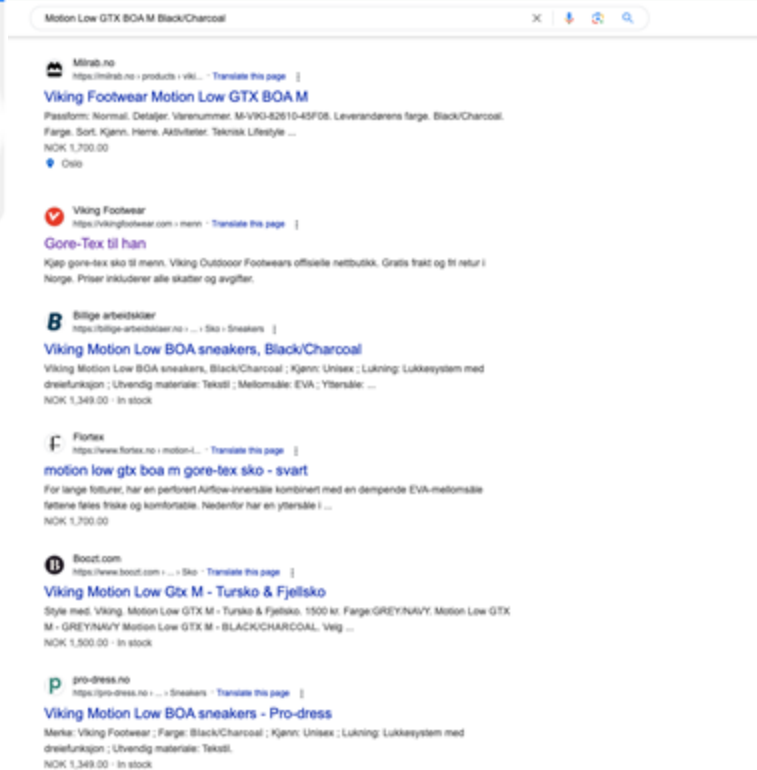 Motion Low GTX BOA M Black/Charcoal
Milrab.no
https://milrab.no › products › viki... · Translate this page
Viking Footwear Motion Low GTX BOA M
Passform: Normal. Detaljer. Varenummer. M-VIKI-82610-45F08. Leverandørens farge. Black/Charcoal.
Farge. Sort. Kjønn. Herre. Aktiviteter. Teknisk Lifestyle ...
NOK 1,700.00
Oslo
Viking Footwear
https://vikingfootwear.com › menn · Translate this page
Gore-Tex til han
Kjøp gore-tex sko til menn. Viking Outdooor Footwears offisielle nettbutikk. Gratis frakt og fri retur i
Norge. Priser inkluderer alle skatter og avgifter.
B
Billige arbeidsklær
https://billige-arbeidsklaer.no › ... › Sko › Sneakers
Viking Motion Low BOA sneakers, Black/Charcoal
Viking Motion Low BOA sneakers, Black/Charcoal ; Kjønn: Unisex ; Lukning: Lukkesystem med
dreiefunksjon ; Utvendig materiale: Tekstil ; Mellomsåle: EVA ; Yttersåle: ...
NOK 1,349.00 · In stock
F
Flortex
https://www.flortex.no › motion-l... · Translate this page
motion low gtx boa m gore-tex sko - svart
For lange fotturer, har en perforert Airflow-innersåle kombinert med en dempende EVA-mellomsåle
føttene føles friske og komfortable. Nedenfor har en yttersåle i ...
NOK 1,700.00
B
Boozt.com
https://www.boozt.com › ... › Sko · Translate this page
Viking Motion Low Gtx M - Tursko & Fjellsko
Style med. Viking. Motion Low GTX M - Tursko & Fjellsko. 1500 kr. Farge:GREY/NAVY. Motion Low GTX
M - GREY/NAVY Motion Low GTX M - BLACK/CHARCOAL. Velg ...
NOK 1,500.00 · In stock
p
pro-dress.no
https://pro-dress.no › ... › Sneakers · Translate this page
Viking Motion Low BOA sneakers - Pro-dress
Merke: Viking Footwear ; Farge: Black/Charcoal ; Kjønn: Unisex ; Lukning: Lukkesystem med
dreiefunksjon ; Utvendig materiale: Tekstil.
NOK 1,349.00 · In stock